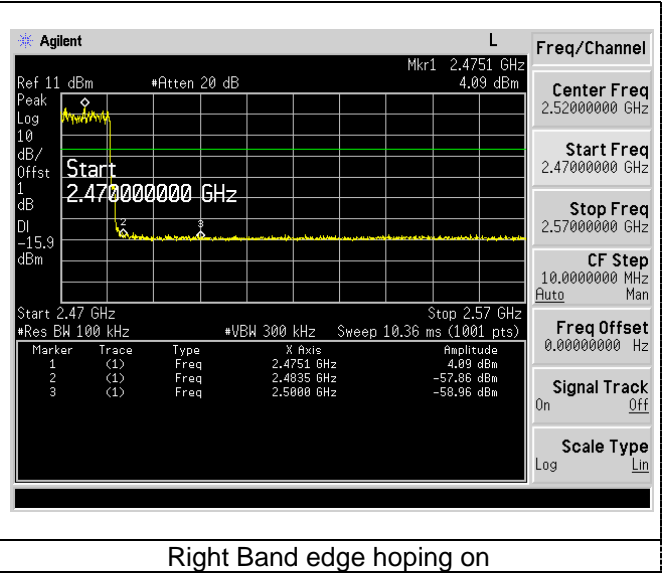 Agilent
L
Mkr1 2.4751 GHz
Ref 11 dBm #Atten 20 dB 4.09 dBm
Peak
Log
10
dB/
Offst
1
dB
DI
-15.9
dBm
Start
2.470000000 GHz
1
2
3
Start 2.47 GHz Stop 2.57 GHz
#Res BW 100 kHz #VBW 300 kHz Sweep 10.36 ms (1001 pts)
Marker Trace Type X Axis Amplitude
1 (1) Freq 2.4751 GHz 4.09 dBm
2 (1) Freq 2.4835 GHz -57.86 dBm
3 (1) Freq 2.5000 GHz -58.96 dBm
Freq/Channel
Center Freq
2.52000000 GHz
Start Freq
2.47000000 GHz
Stop Freq
2.57000000 GHz
CF Step
10.0000000 MHz
Auto Man
Freq Offset
0.00000000 Hz
Signal Track
On Off
Scale Type
Log Lin
Right Band edge hoping on